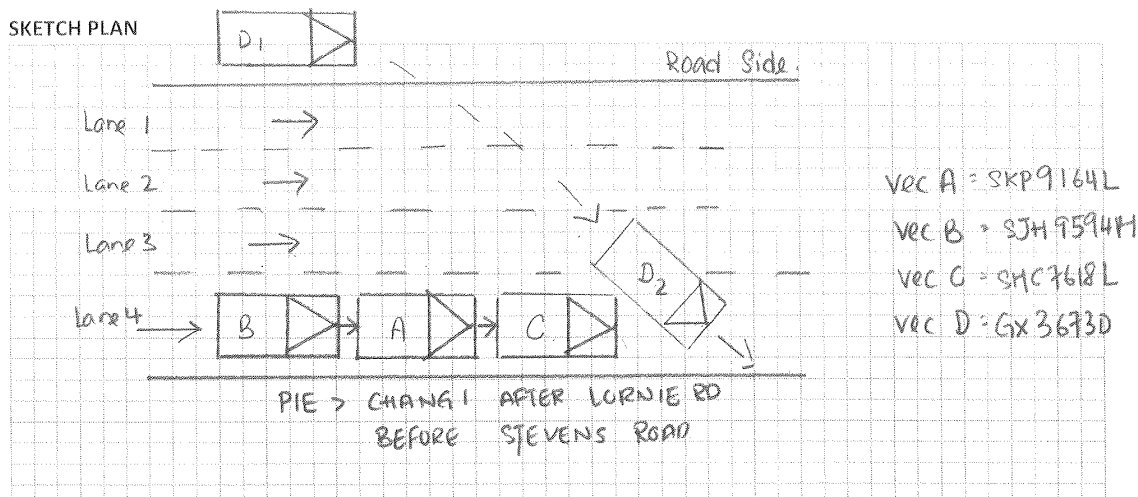 SKETCH PLAN
D1
Road Side.
Lane 1
Lane 2
Lane 3
Lane 4
B
A
C
D2
vec A = SKP9164L
vec B = SJH9594H
vec C = SHC7618L
vec D = GX3673D
PIE > CHANGI AFTER LORNIE RD
BEFORE STEVENS ROAD